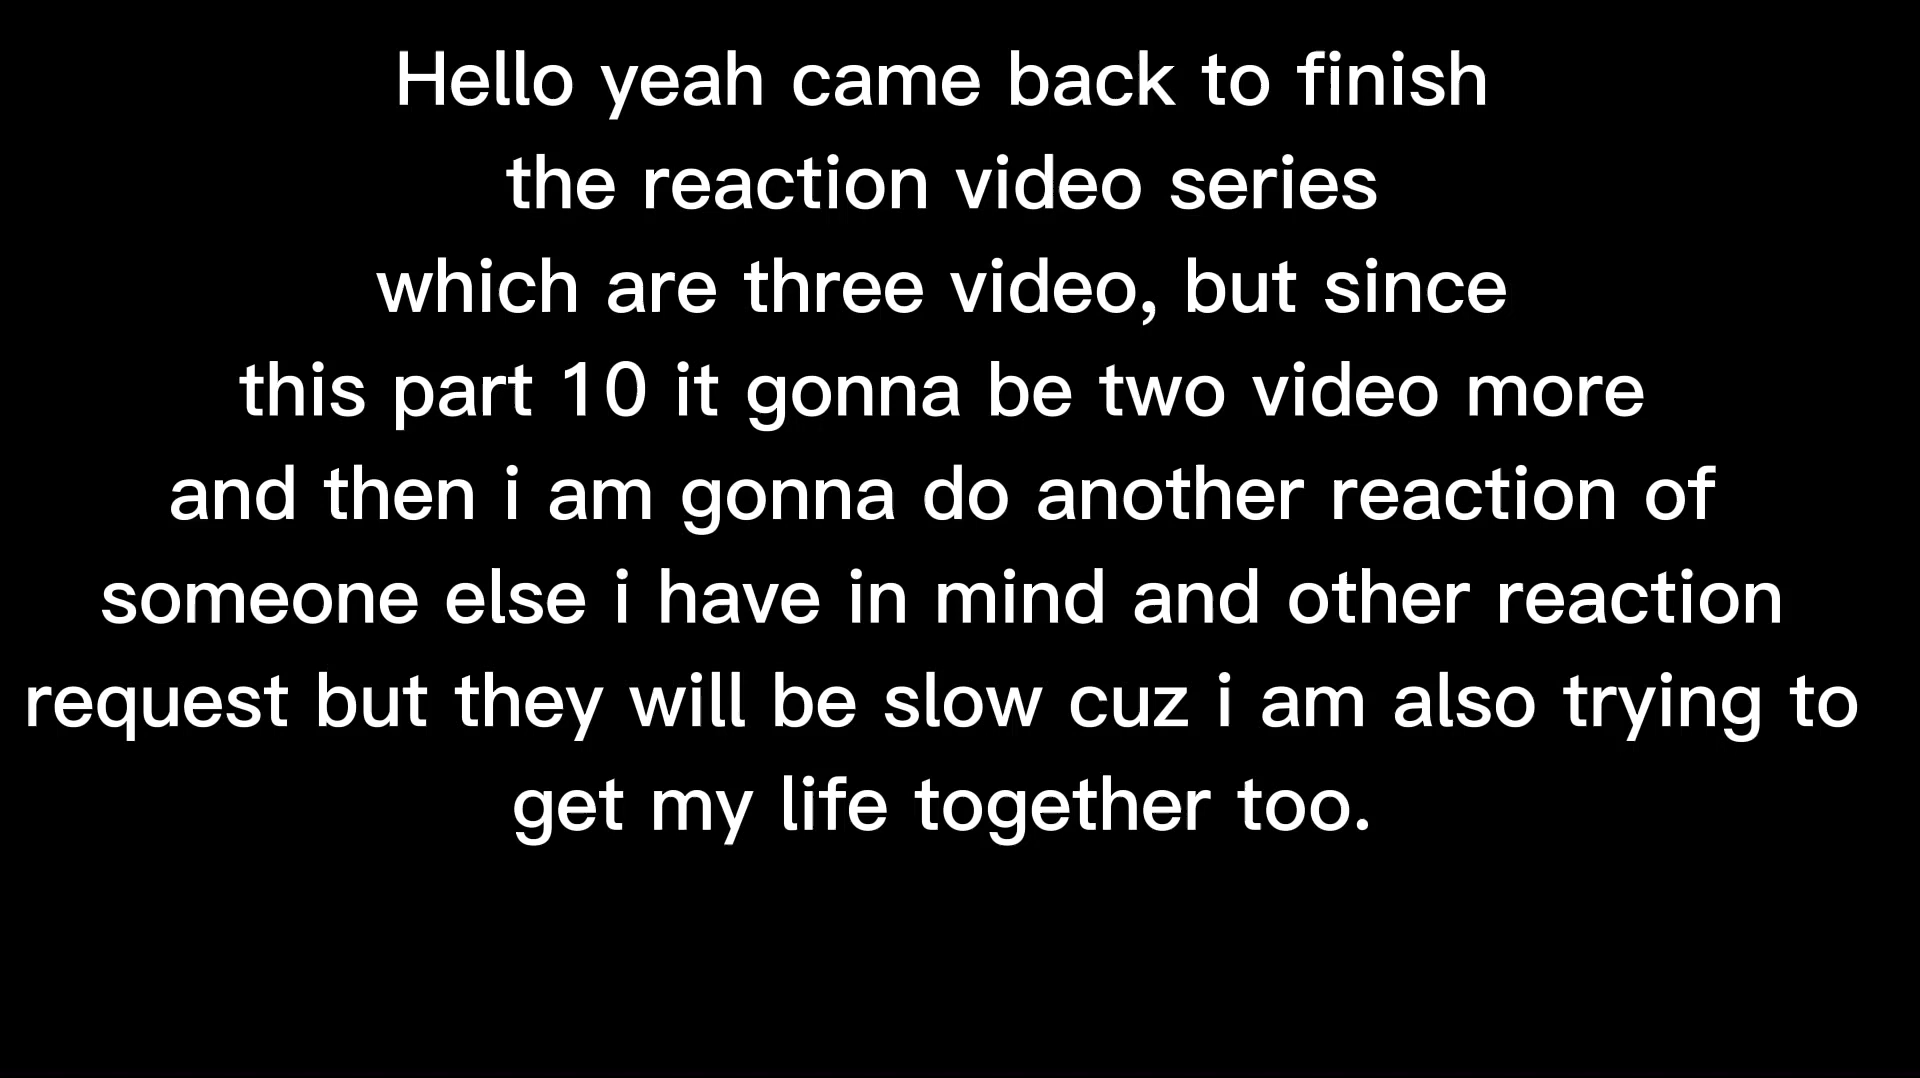 Hello yeah came back to finish
the reaction video series
which are three video, but since
this part 10 it gonna be two video more
and then i am gonna do another reaction of
someone else i have in mind and other reaction
request but they will be slow cuz i am also trying to
get my life together too.